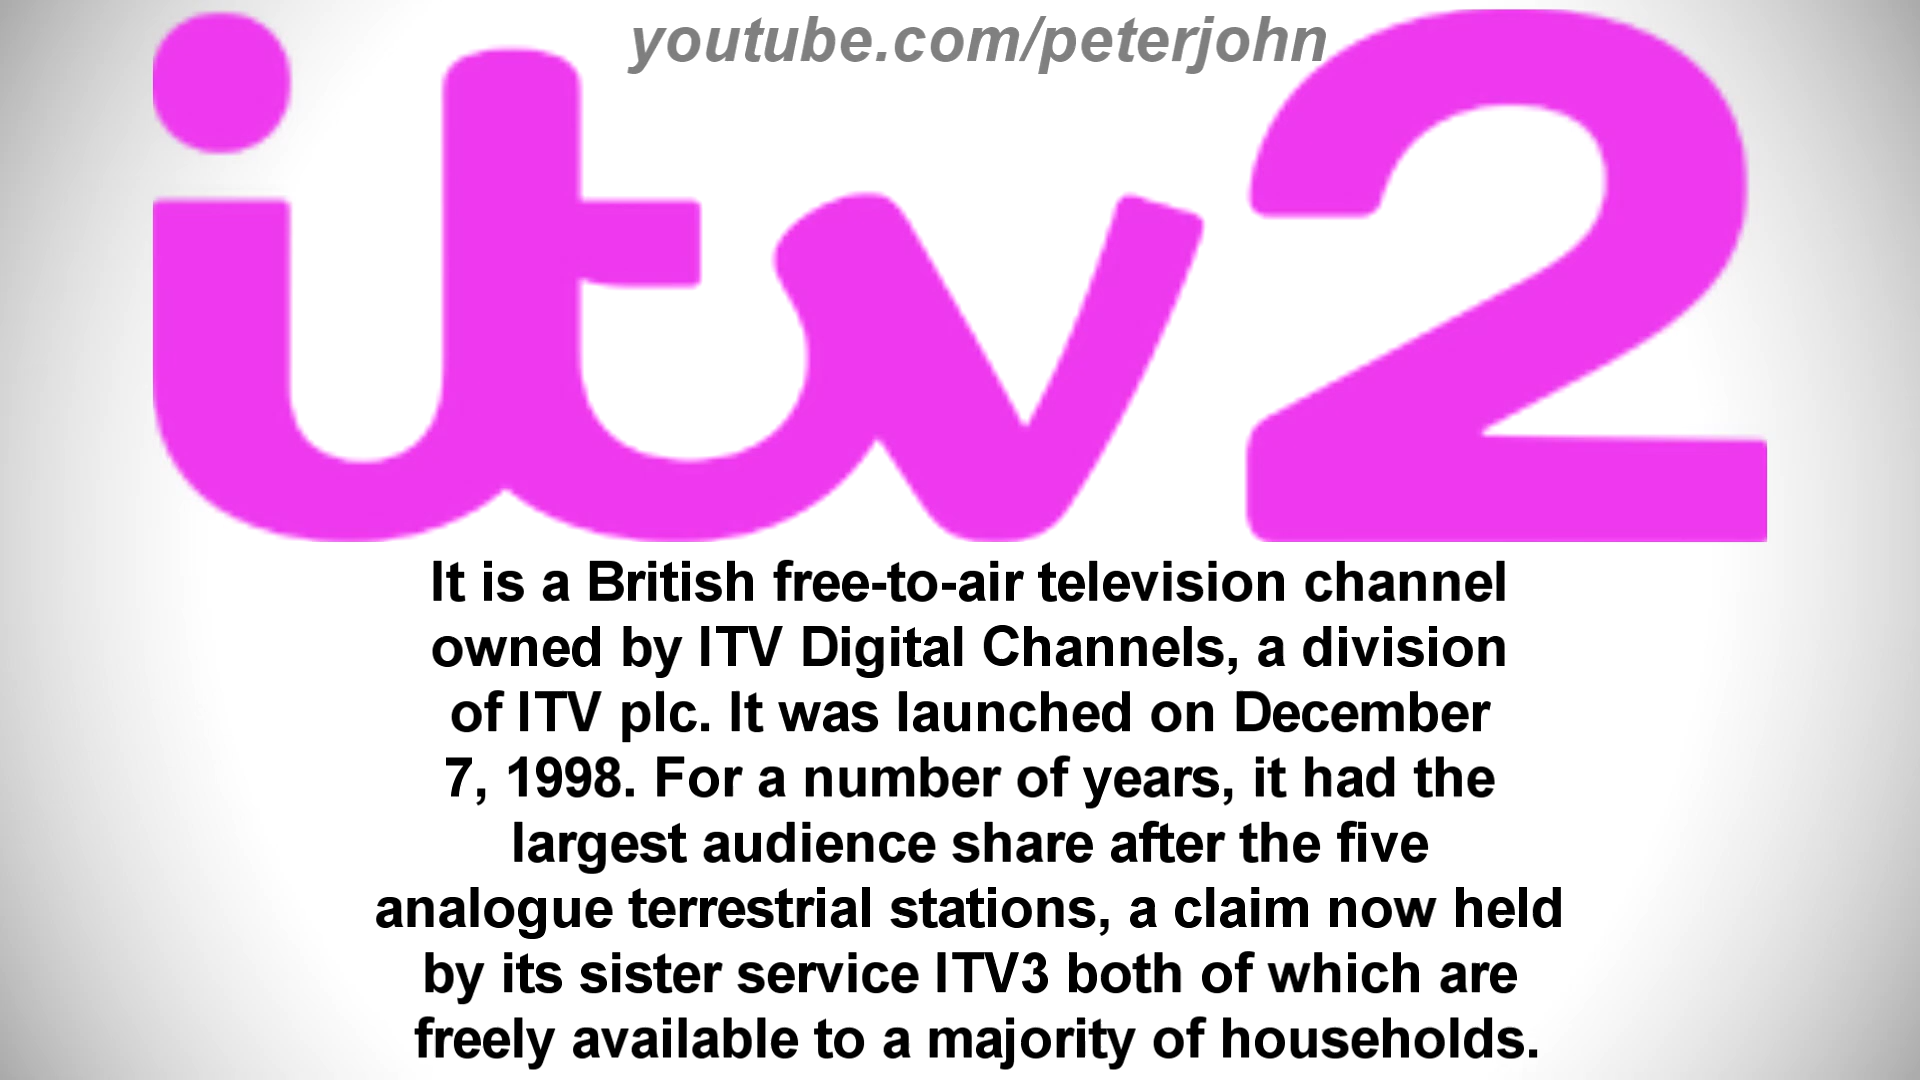 youtube.com/peterjohn
itv2
It is a British free-to-air television channel
owned by ITV Digital Channels, a division
of ITV plc. It was launched on December
7, 1998. For a number of years, it had the
largest audience share after the five
analogue terrestrial stations, a claim now held
by its sister service ITV3 both of which are
freely available to a majority of households.